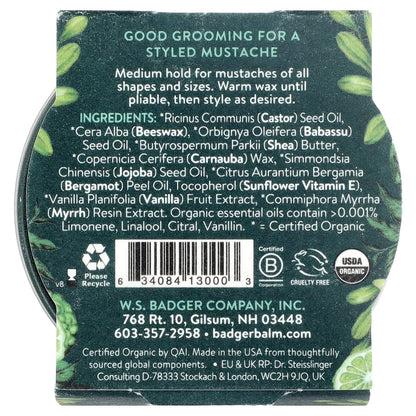 GOOD GROOMING FOR A
STYLED MUSTACHE
Medium hold for mustaches of all
shapes and sizes. Warm wax until
pliable, then style as desired.
INGREDIENTS: *Ricinus Communis (Castor) Seed Oil,
*Cera Alba (Beeswax), *Orbignya Oleifera (Babassu)
Seed Oil, *Butyrospermum Parkii (Shea) Butter,
*Copernicia Cerifera (Carnauba) Wax, *Simmondsia
Chinensis (Jojoba) Seed Oil, *Citrus Aurantium Bergamia
(Bergamot) Peel Oil, Tocopherol (Sunflower Vitamin E),
*Vanilla Planifolia (Vanilla) Fruit Extract, *Commiphora Myrrha
(Myrrh) Resin Extract. Organic essential oils contain >0.001%
Limonene, Linalool, Citral, Vanillin. * = Certified Organic
v8
Please
Recycle
6 34084 13000 3
Certified
B
Corporation
CRUELTY FREE
USDA
ORGANIC
W.S. BADGER COMPANY, INC.
768 Rt. 10, Gilsum, NH 03448
603-357-2958 • badgerbalm.com
Certified Organic by QAI. Made in the USA from thoughtfully
sourced global components. • EU & UK RP: Dr. Steisslinger
Consulting D-78333 Stockach & London, WC2H 9JQ, UK